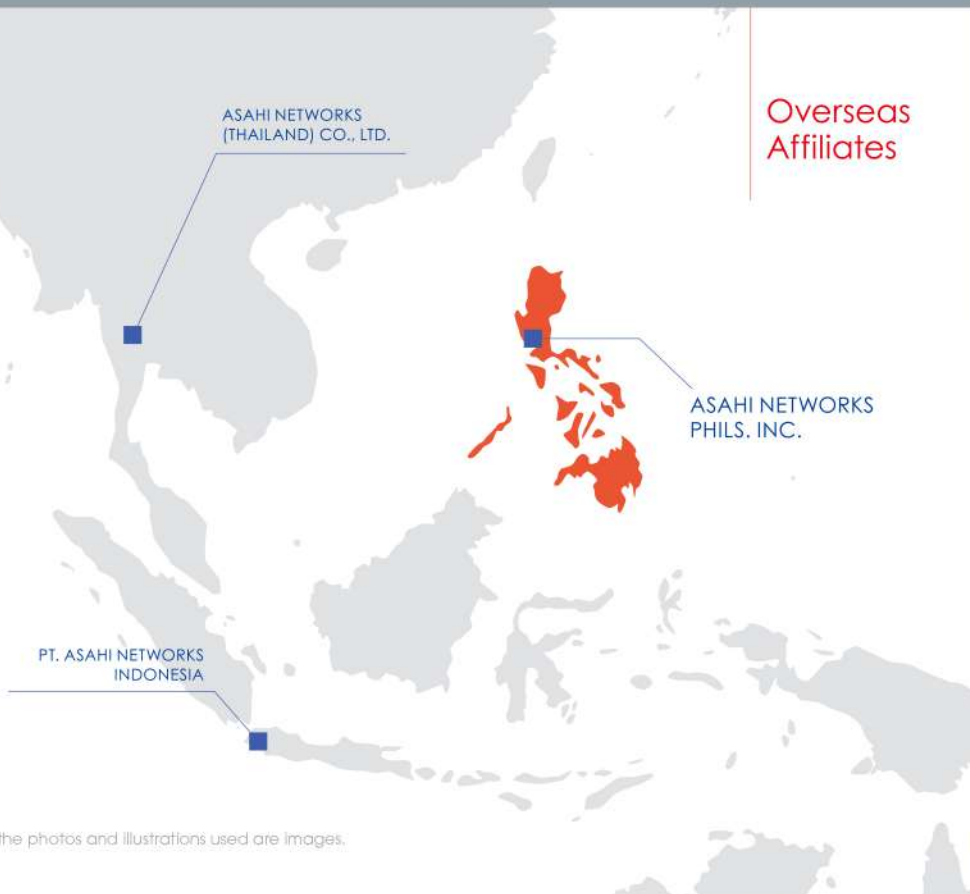 Overseas
Affiliates
ASAHI NETWORKS
(THAILAND) CO., LTD.
ASAHI NETWORKS
PHILS. INC.
PT. ASAHI NETWORKS
INDONESIA
the photos and illustrations used are images.